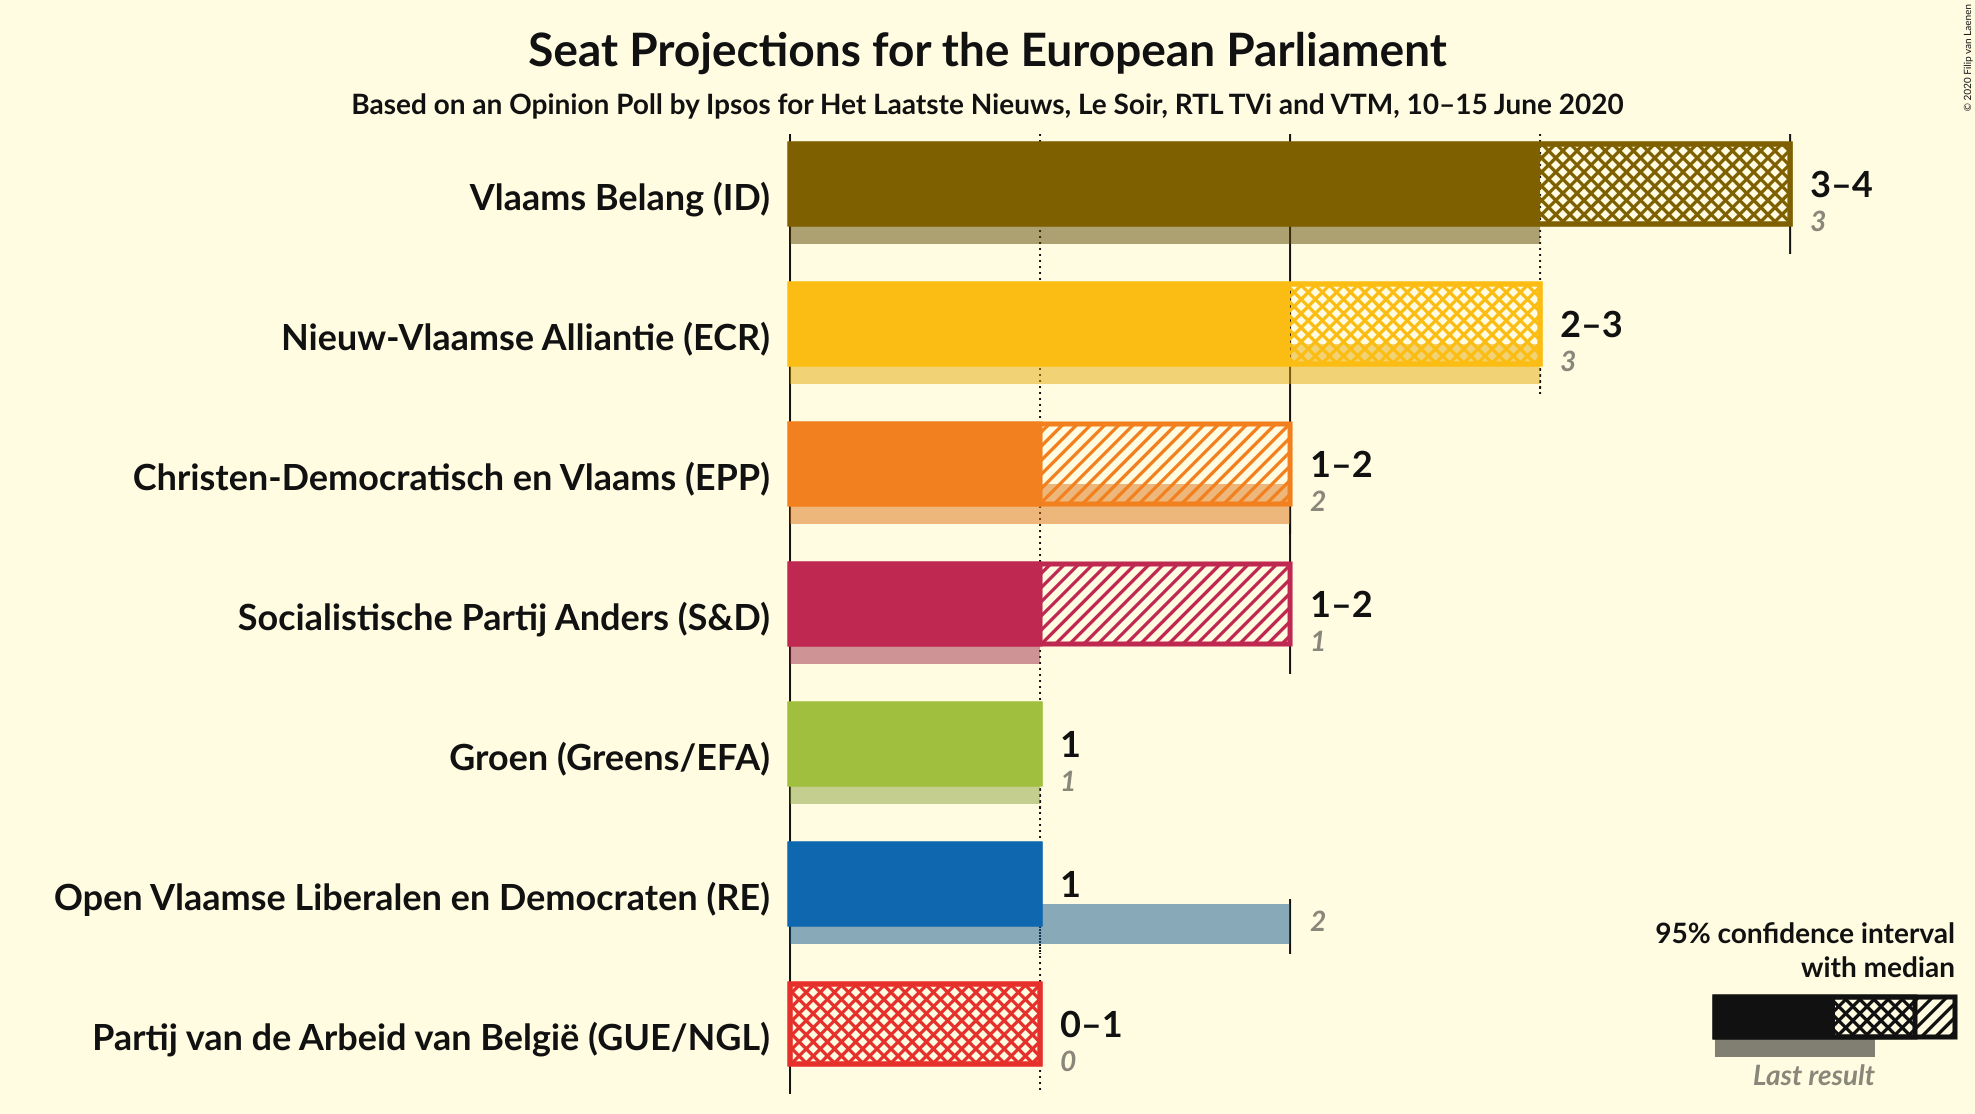 Seat Projections for the European Parliament
Based on an Opinion Poll by Ipsos for Het Laatste Nieuws, Le Soir, RTL TVi and VTM, 10–15 June 2020
© 2020 Filip van Laenen
Vlaams Belang (ID)
3–4
3
Nieuw-Vlaamse Alliantie (ECR)
2–3
3
Christen-Democratisch en Vlaams (EPP)
1–2
2
Socialistische Partij Anders (S&D)
1–2
1
Groen (Greens/EFA)
1
1
Open Vlaamse Liberalen en Democraten (RE)
1
2
Partij van de Arbeid van België (GUE/NGL)
0–1
0
95% confidence interval
with median
Last result